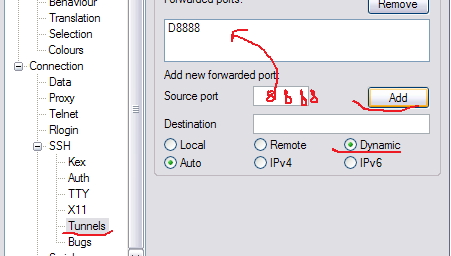 Behaviour
Translation
Selection
Colours
Connection
Data
Proxy
Telnet
Rlogin
SSH
Kex
Auth
TTY
X11
Tunnels
Bugs
Forwarded ports:
Remove
D8888
Add new forwarded port:
Source port 8888 Add
Destination
Local Remote Dynamic
Auto IPv4 IPv6